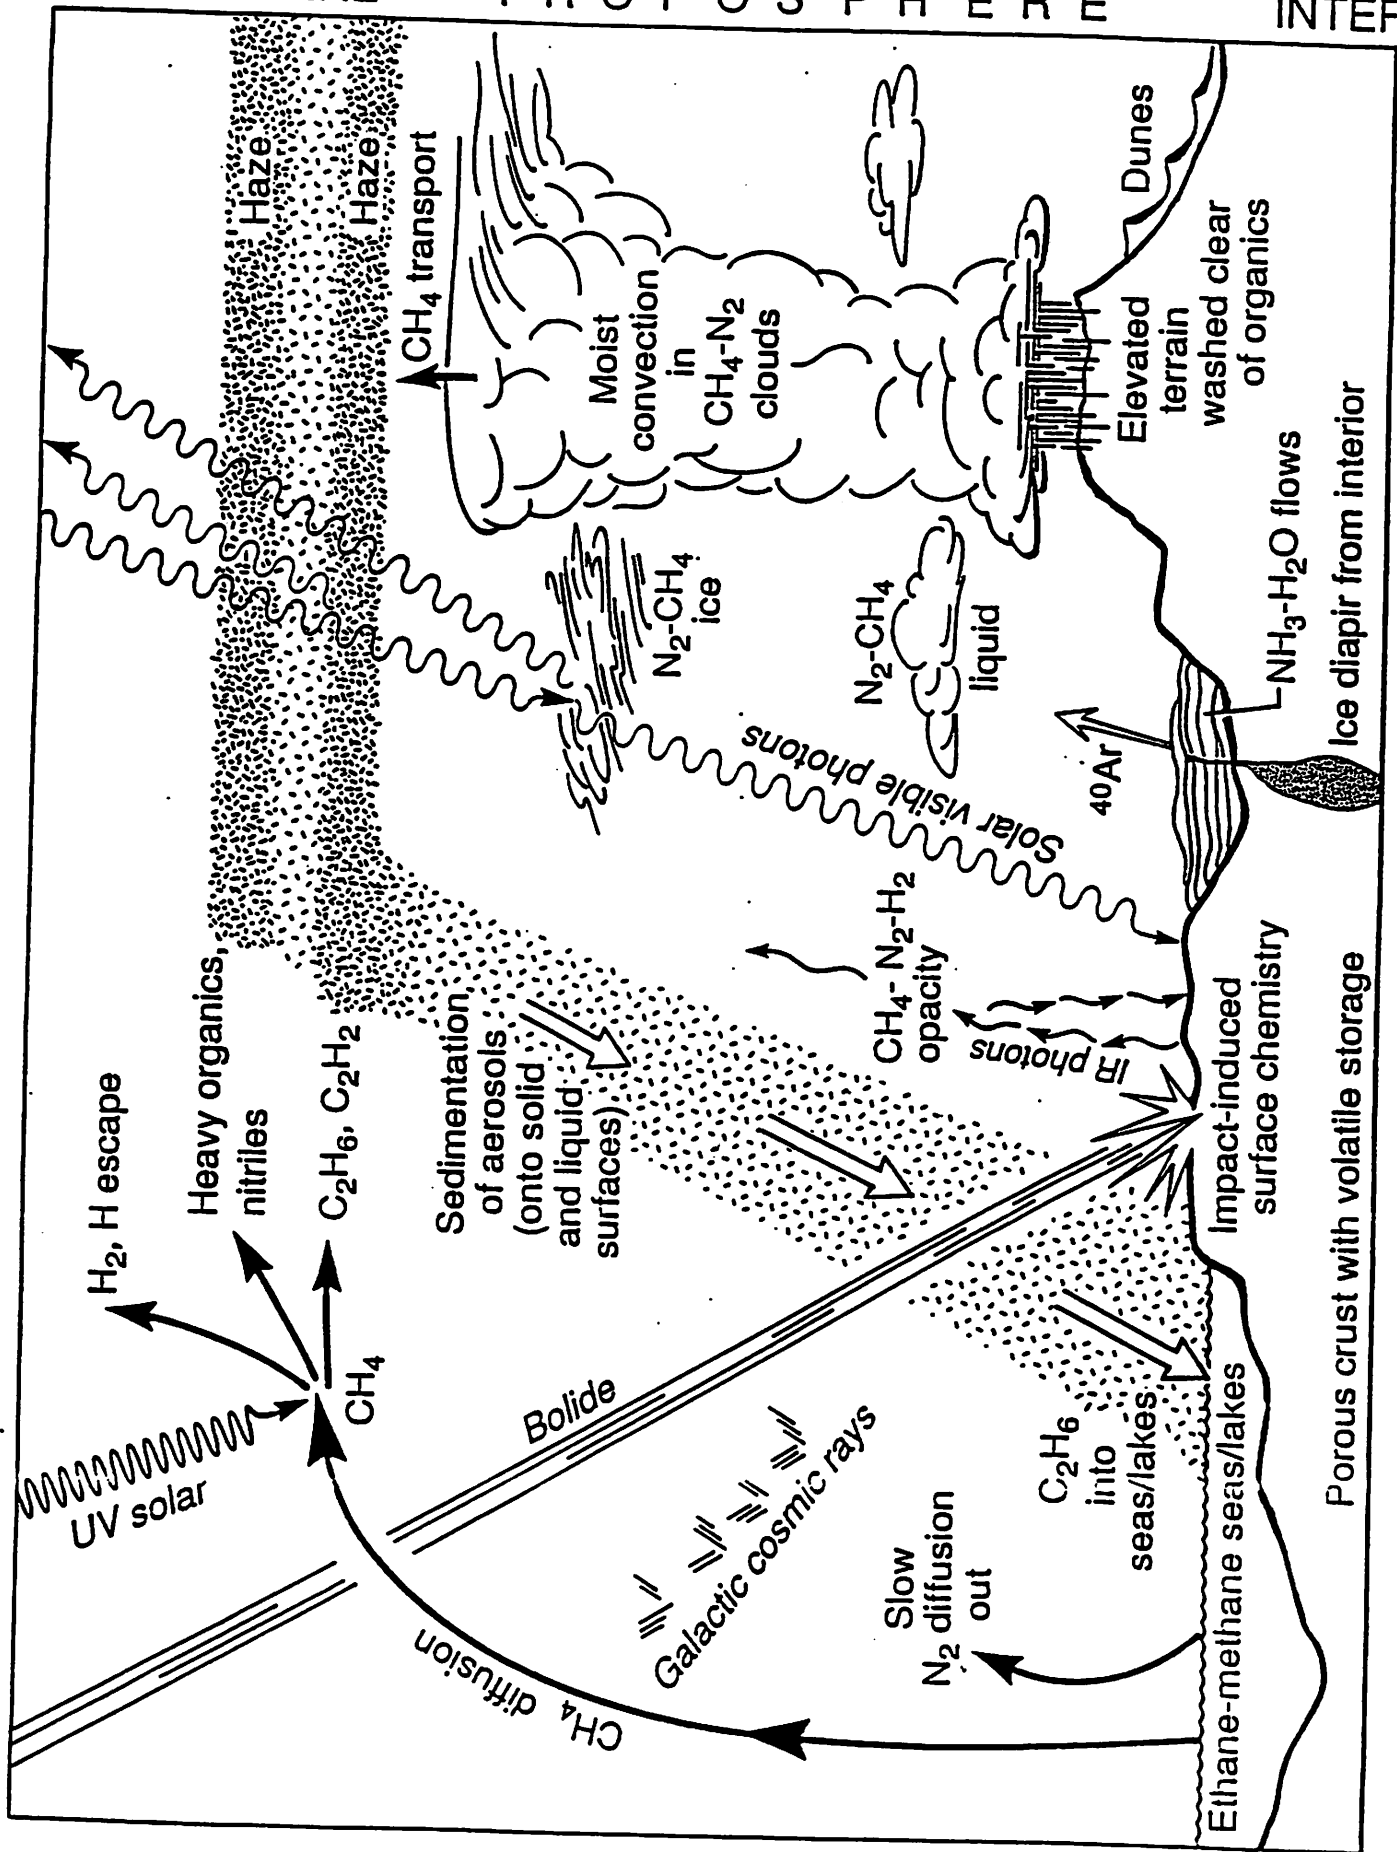 UV solar
CH₄
H₂, H escape
Heavy organics,
nitriles
C₂H₆, C₂H₂
Haze
Haze
CH₄ transport
CH₄ diffusion
Bolide
Sedimentation
of aerosols
(onto solid
and liquid
surfaces)
Galactic cosmic rays
N₂-CH₄
ice
Moist
convection
in
CH₄-N₂
clouds
Solar visible photons
N₂-CH₄
liquid
Slow
N₂ diffusion
out
C₂H₆
into
seas/lakes
CH₄- N₂-H₂
opacity
IR photons
⁴⁰Ar
Elevated
terrain
washed clear
of organics
Dunes
Ethane-methane seas/lakes
Impact-induced
surface chemistry
NH₃-H₂O flows
Porous crust with volatile storage
Ice diapir from interior